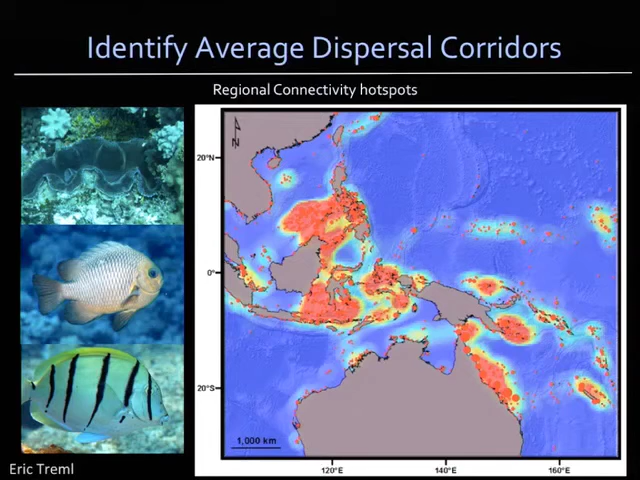 Identify Average Dispersal Corridors
Regional Connectivity hotspots
N
20°N
0°
20°S
1,000 km
120°E
140°E
160°E
Eric Treml